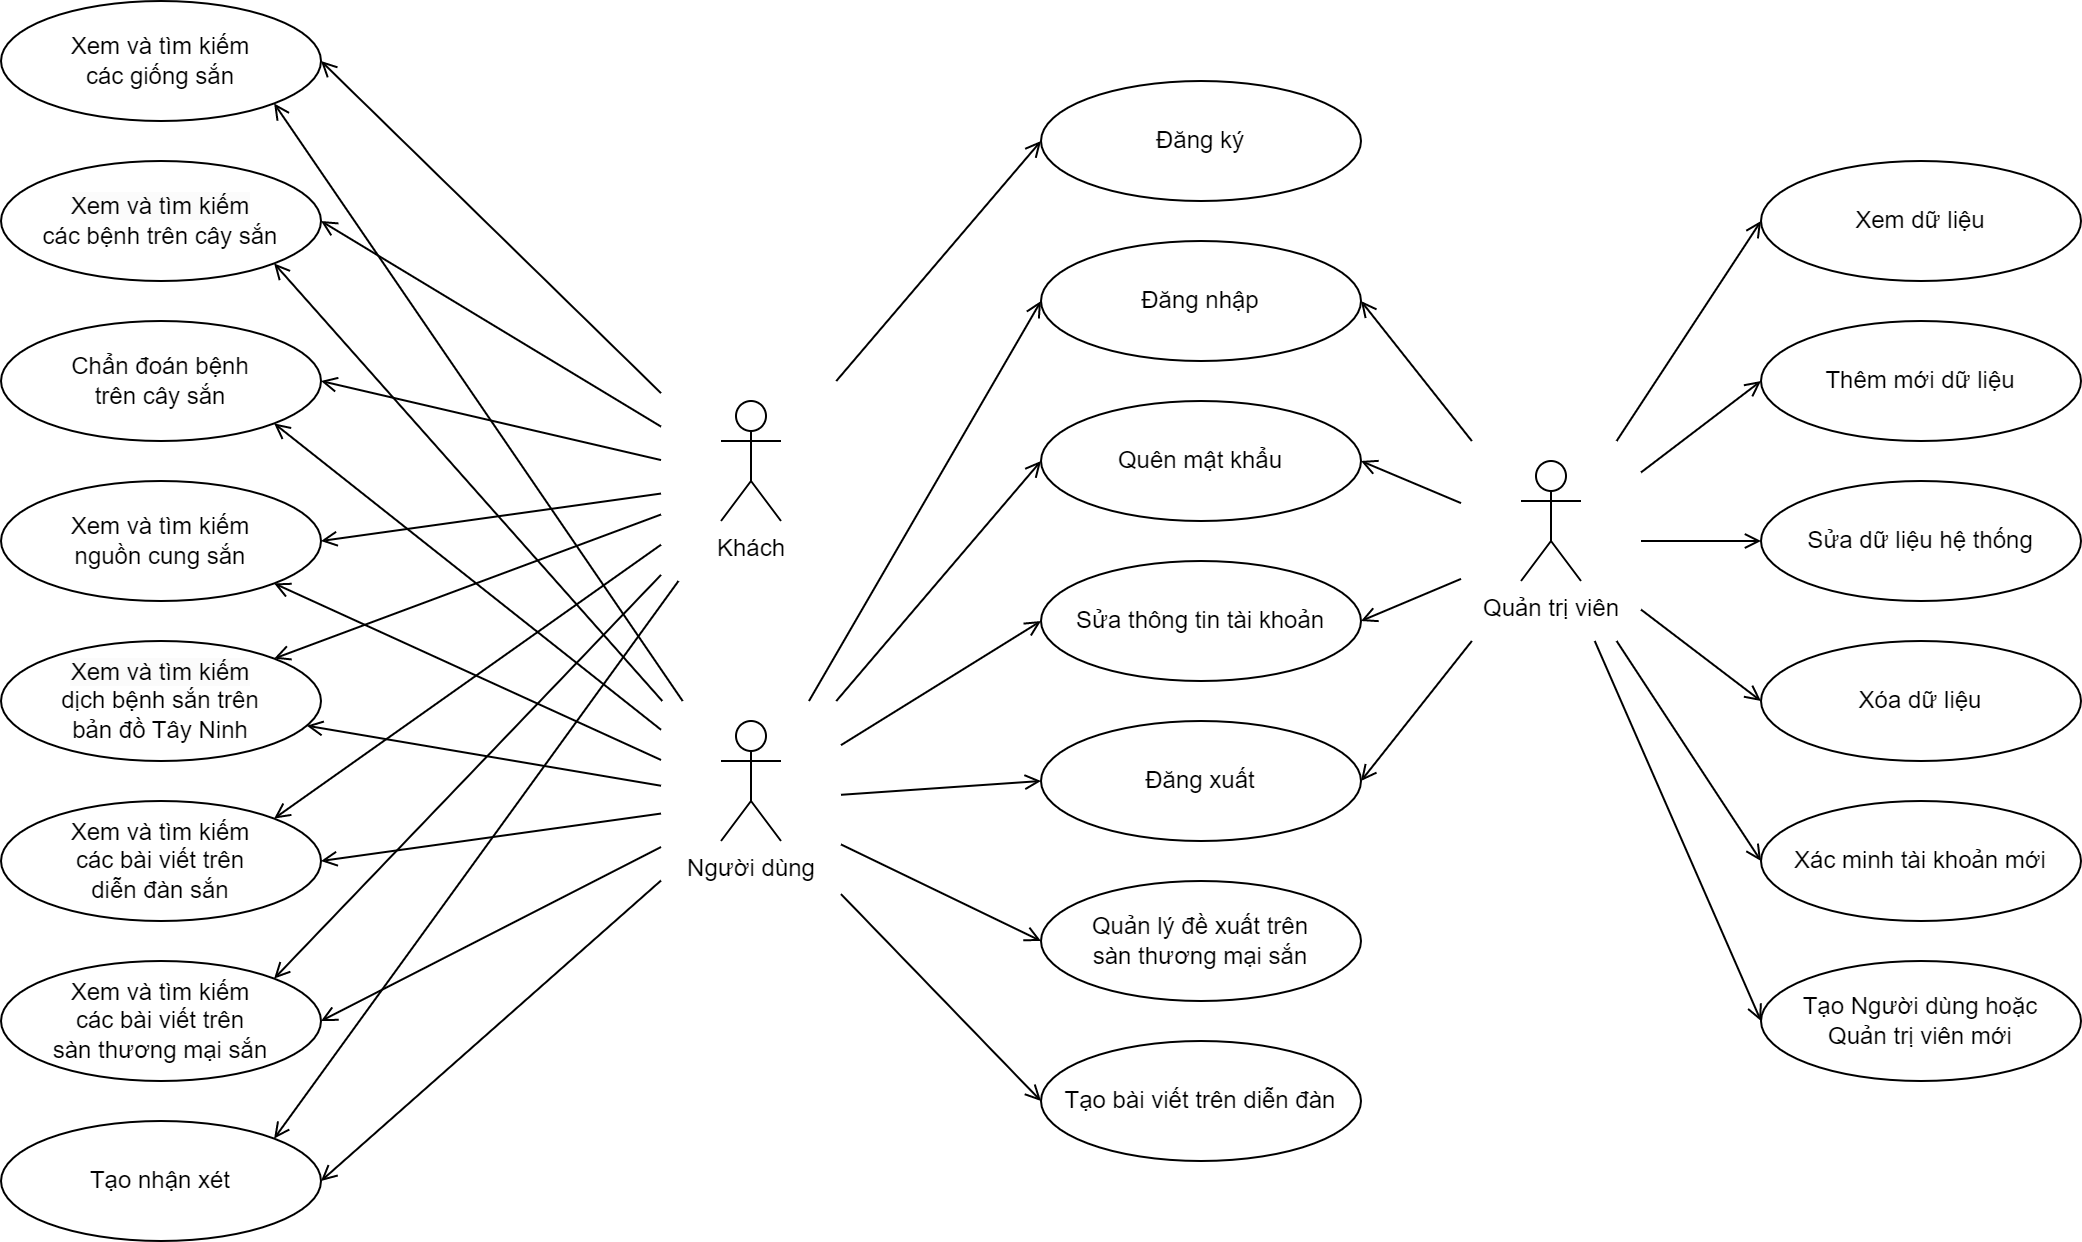 Xem và tìm kiếm
các giống sắn
Xem và tìm kiếm
các bệnh trên cây sắn
Chẩn đoán bệnh
trên cây sắn
Xem và tìm kiếm
nguồn cung sắn
Xem và tìm kiếm
dịch bệnh sắn trên
bản đồ Tây Ninh
Xem và tìm kiếm
các bài viết trên
diễn đàn sắn
Xem và tìm kiếm
các bài viết trên
sàn thương mại sắn
Tạo nhận xét
Khách
Người dùng
Đăng ký
Đăng nhập
Quên mật khẩu
Sửa thông tin tài khoản
Đăng xuất
Quản lý đề xuất trên
sàn thương mại sắn
Tạo bài viết trên diễn đàn
Quản trị viên
Xem dữ liệu
Thêm mới dữ liệu
Sửa dữ liệu hệ thống
Xóa dữ liệu
Xác minh tài khoản mới
Tạo Người dùng hoặc
Quản trị viên mới